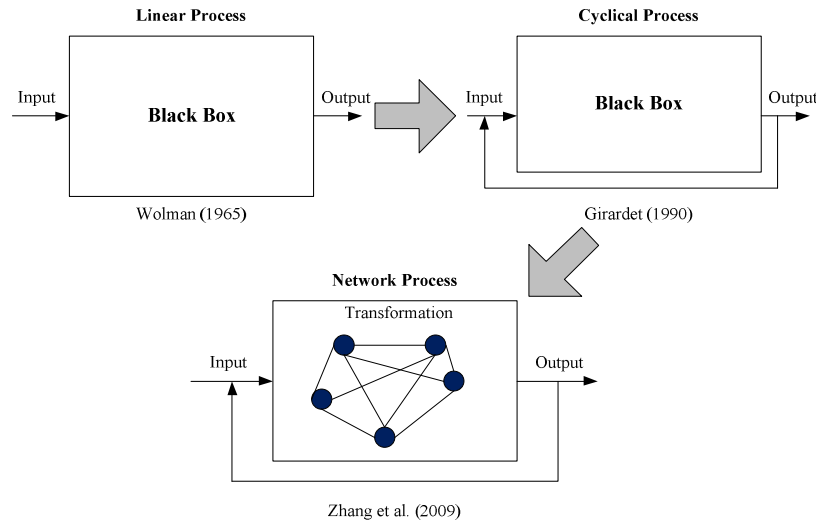 Linear Process
Input
Black Box
Output
Wolman (1965)
Cyclical Process
Input
Black Box
Output
Girardet (1990)
Network Process
Transformation
Input
Output
Zhang et al. (2009)